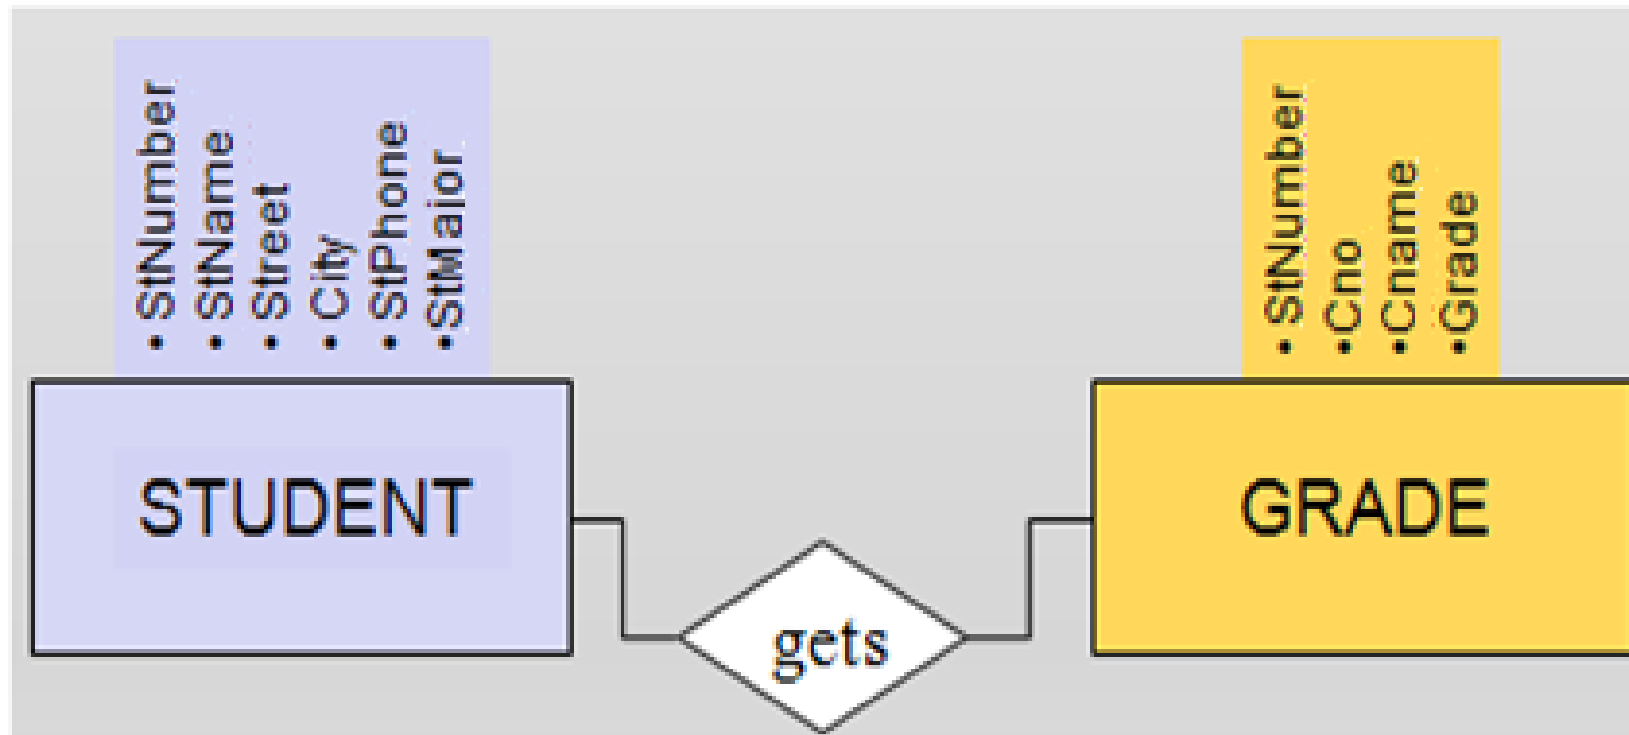 • StNumber
• StName
• Street
• City
• StPhone
•StMajor
STUDENT
gets
• StNumber
•Cno
•Cname
•Grade
GRADE